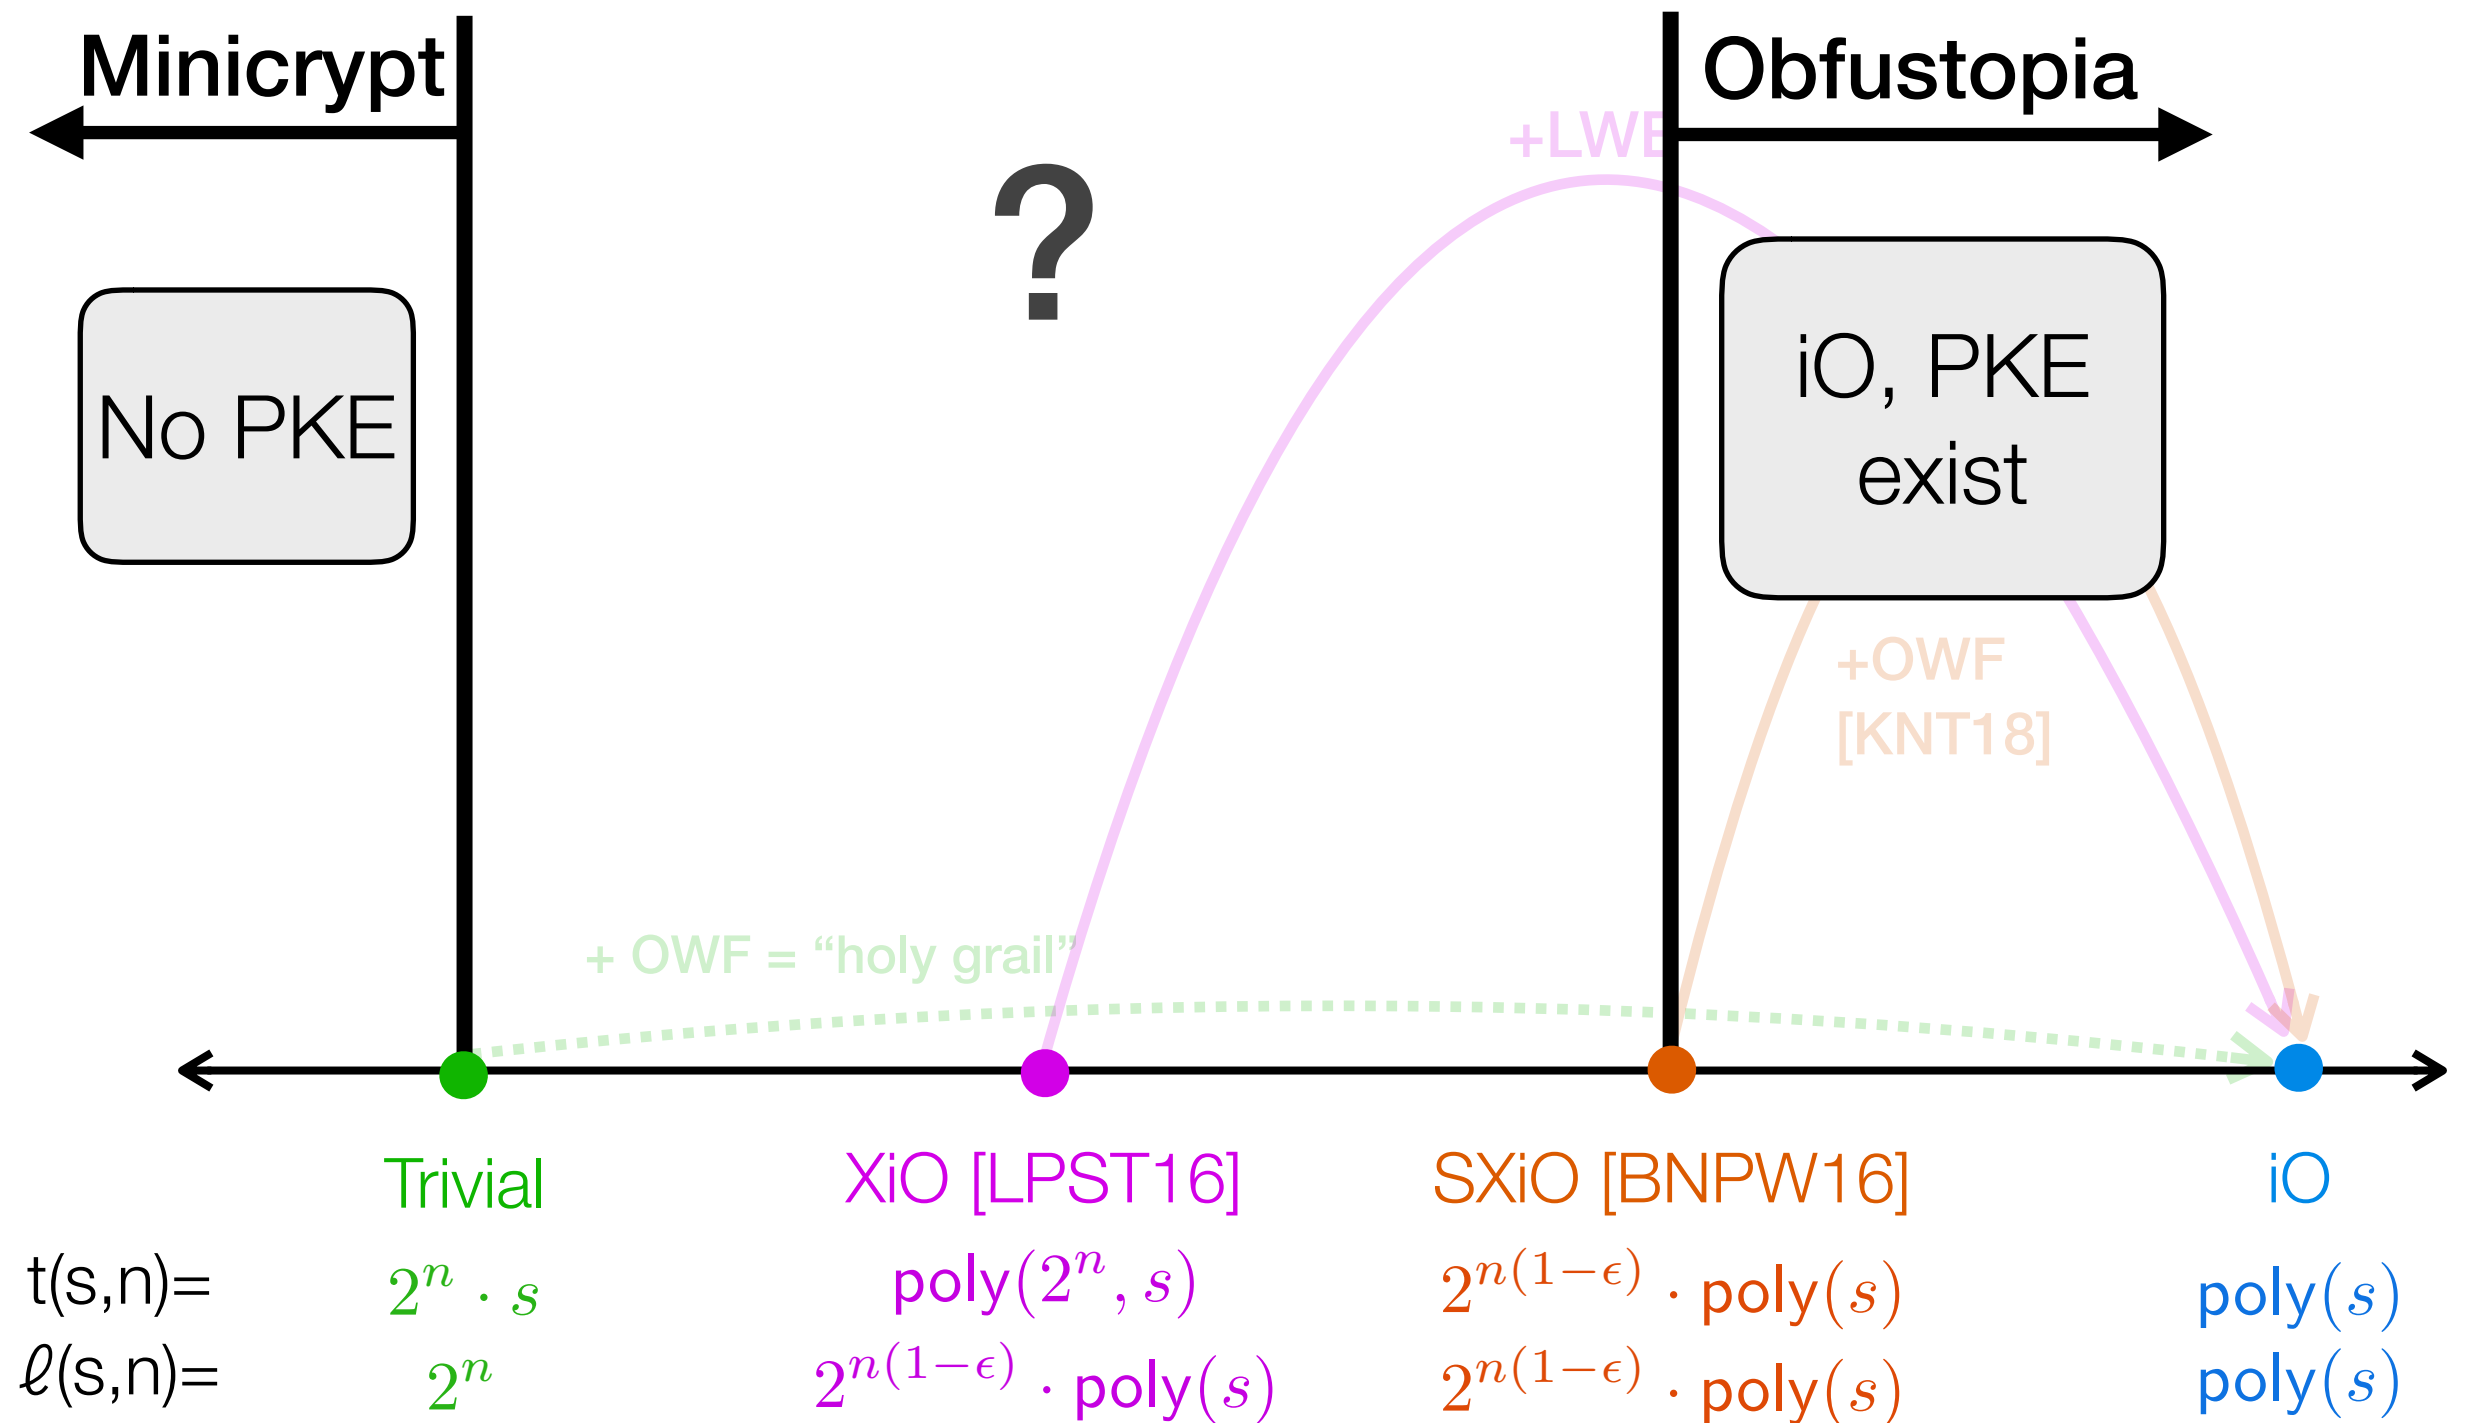 Minicrypt
Obfustopia
+LWE
?
No PKE
iO, PKE
exist
+OWF
[KNT18]
+ OWF = “holy grail”
Trivial XiO [LPST16] SXiO [BNPW16] iO
t(s,n)= 2^n · s poly(2^n, s) 2^{n(1−ϵ)} · poly(s) poly(s)
ℓ(s,n)= 2^n 2^{n(1−ϵ)} · poly(s) 2^{n(1−ϵ)} · poly(s) poly(s)